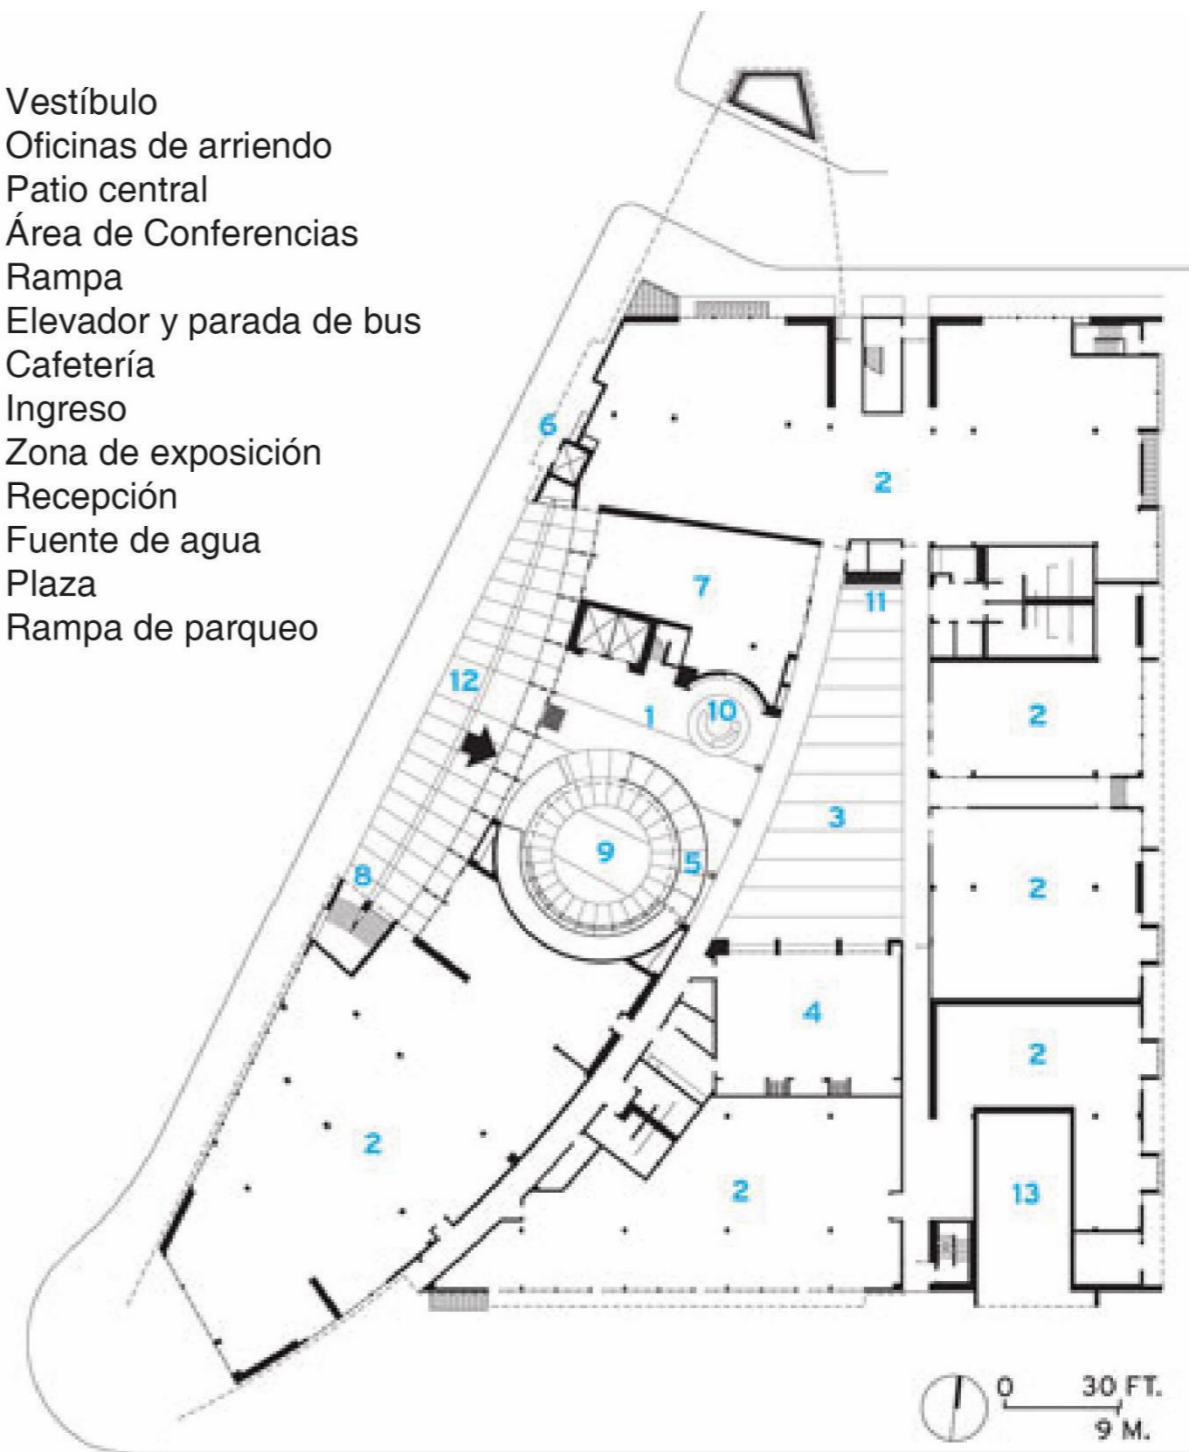 Vestíbulo
Oficinas de arriendo
Patio central
Área de Conferencias
Rampa
Elevador y parada de bus
Cafetería
Ingreso
Zona de exposición
Recepción
Fuente de agua
Plaza
Rampa de parqueo
6
2
7
11
12
1
10
2
3
9
5
8
2
4
2
2
2
13
0 30 FT.
9 M.